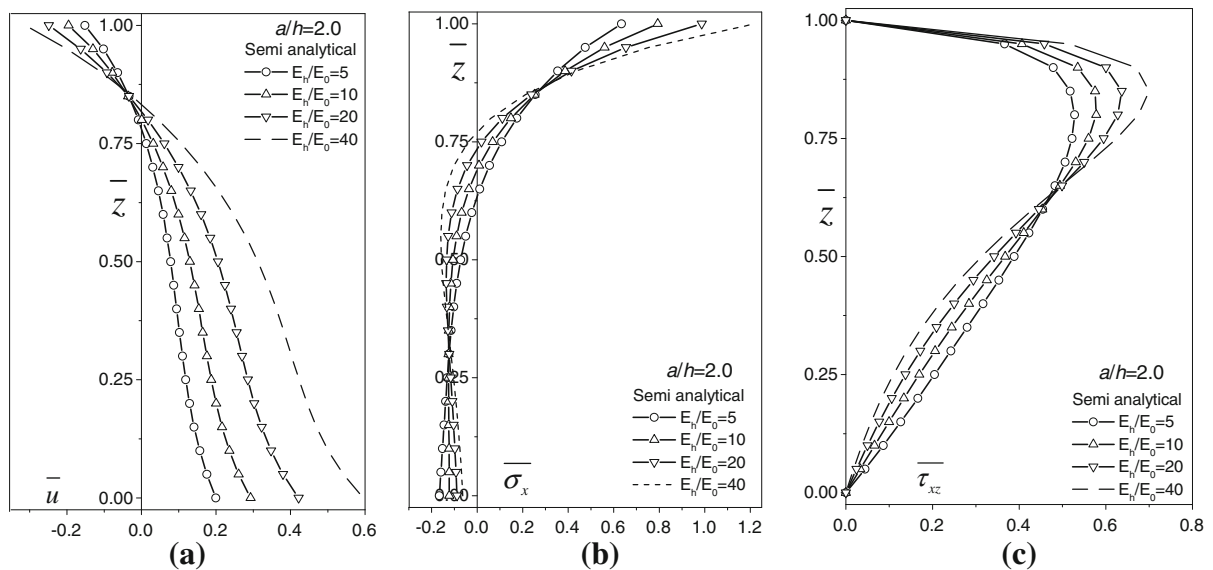 a/h=2.0
Semi analytical
E_h/E_0=5
E_h/E_0=10
E_h/E_0=20
E_h/E_0=40
1.00
0.75
z̅
0.50
0.25
0.00
u̅
-0.2
0.0
0.2
0.4
0.6
(a)
1.00
z̅
0.75
0.50
0.25
0.00
a/h=2.0
Semi analytical
E_h/E_0=5
E_h/E_0=10
E_h/E_0=20
E_h/E_0=40
σ̅_x
-0.2
0.0
0.2
0.4
0.6
0.8
1.0
1.2
(b)
1.00
0.75
z̅
0.50
0.25
0.00
a/h=2.0
Semi analytical
E_h/E_0=5
E_h/E_0=10
E_h/E_0=20
E_h/E_0=40
τ̅_xz
0.0
0.2
0.4
0.6
0.8
(c)